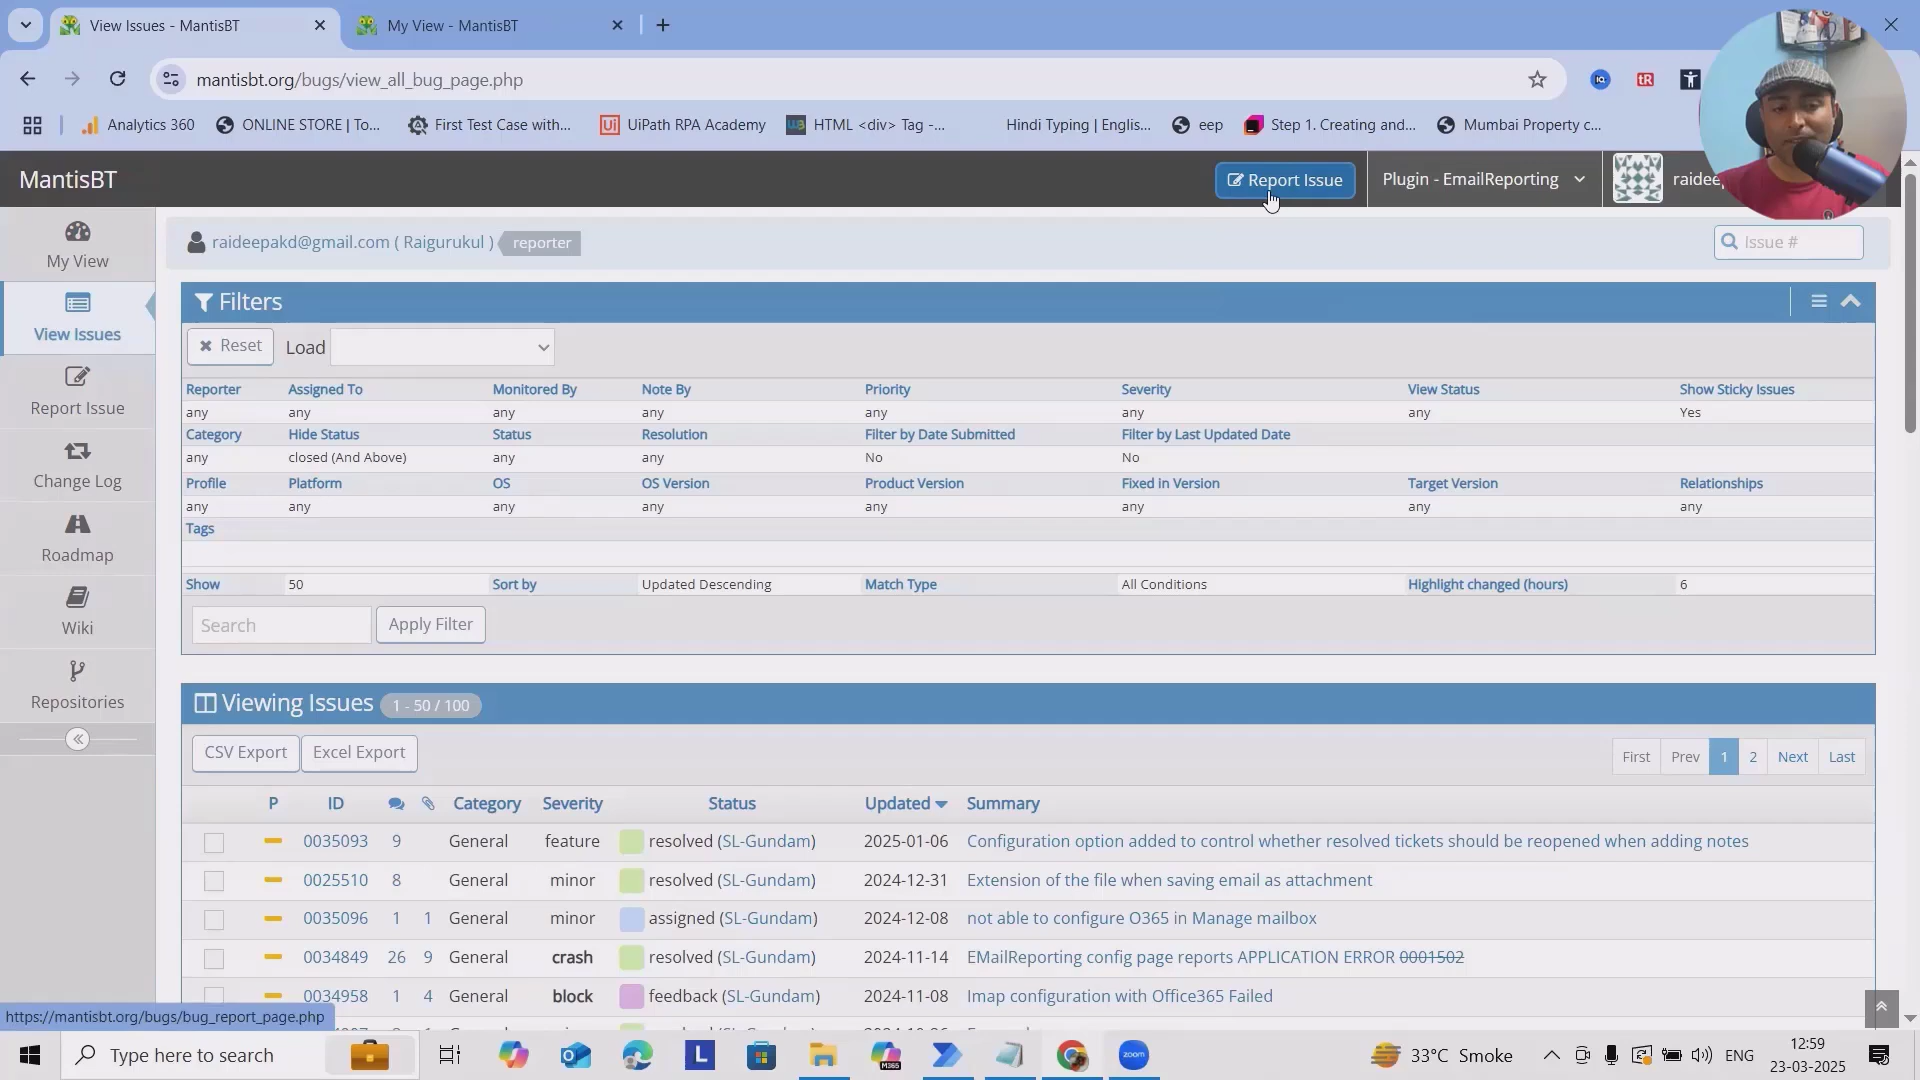 View Issues - MantisBT
My View - MantisBT
mantisbt.org/bugs/view_all_bug_page.php
Analytics 360
ONLINE STORE | To...
First Test Case with...
UiPath RPA Academy
HTML <div> Tag -...
Hindi Typing | Englis...
eep
Step 1. Creating and...
Mumbai Property c...
MantisBT
Report Issue
Plugin - EmailReporting
raideepakd@gmail.com ( Raigurukul )
reporter
Issue #
My View
View Issues
Report Issue
Change Log
Roadmap
Wiki
Repositories
Filters
Reset Load
Reporter Assigned To Monitored By Note By Priority Severity View Status Show Sticky Issues
any any any any any any any Yes
Category Hide Status Status Resolution Filter by Date Submitted Filter by Last Updated Date
any closed (And Above) any any No No
Profile Platform OS OS Version Product Version Fixed in Version Target Version Relationships
any any any any any any any any
Tags
Show 50 Sort by Updated Descending Match Type All Conditions Highlight changed (hours) 6
Search Apply Filter
Viewing Issues 1 - 50 / 100
CSV Export Excel Export
First Prev 1 2 Next Last
P ID Category Severity Status Updated Summary
0035093 9 General feature resolved (SL-Gundam) 2025-01-06 Configuration option added to control whether resolved tickets should be reopened when adding notes
0025510 8 General minor resolved (SL-Gundam) 2024-12-31 Extension of the file when saving email as attachment
0035096 1 1 General minor assigned (SL-Gundam) 2024-12-08 not able to configure O365 in Manage mailbox
0034849 26 9 General crash resolved (SL-Gundam) 2024-11-14 EMailReporting config page reports APPLICATION ERROR 0001502
0034958 1 4 General block feedback (SL-Gundam) 2024-11-08 Imap configuration with Office365 Failed
https://mantisbt.org/bugs/bug_report_page.php
Type here to search
33°C Smoke
ENG
12:59
23-03-2025